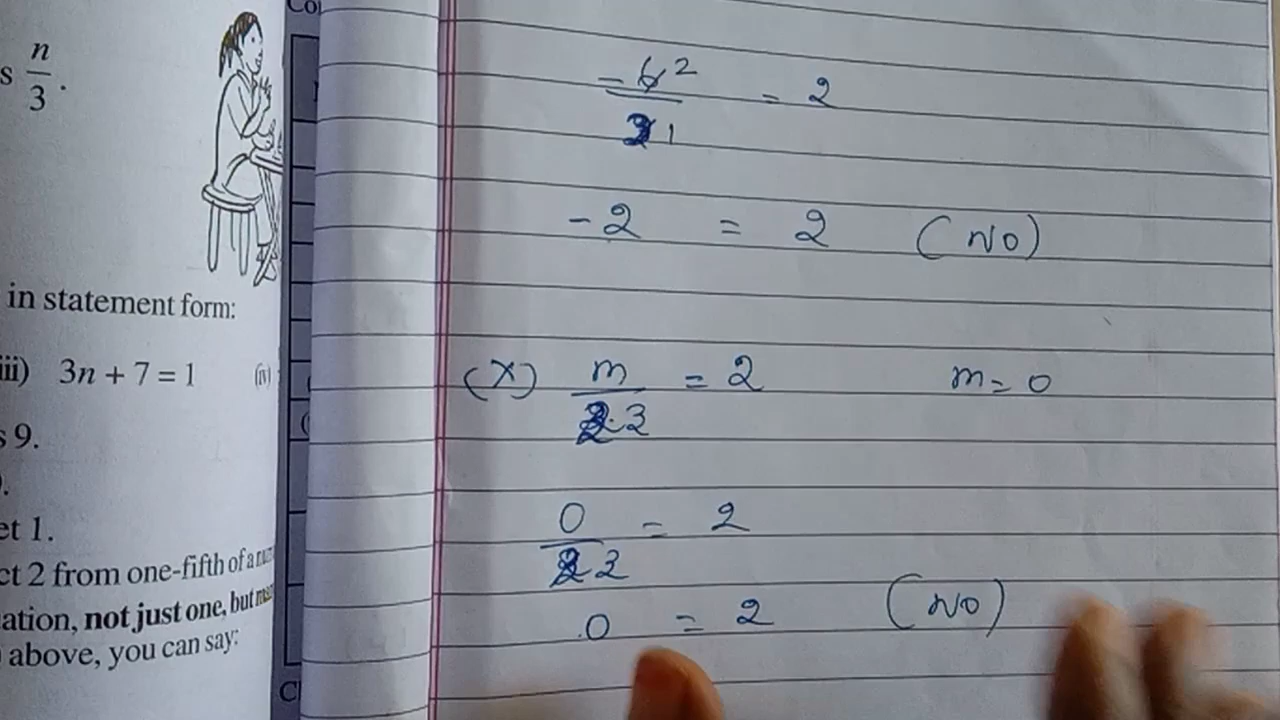 s n/3.
Co
in statement form:
iii) 3n + 7 = 1 (iv)
s 9.
et 1.
ct 2 from one-fifth of a
ation, not just one, but
above, you can say:
-6 2 / 3 1 = 2
-2 = 2 (NO)
(X) m/3 = 2 m = 0
0/3 = 2
0 = 2 (NO)